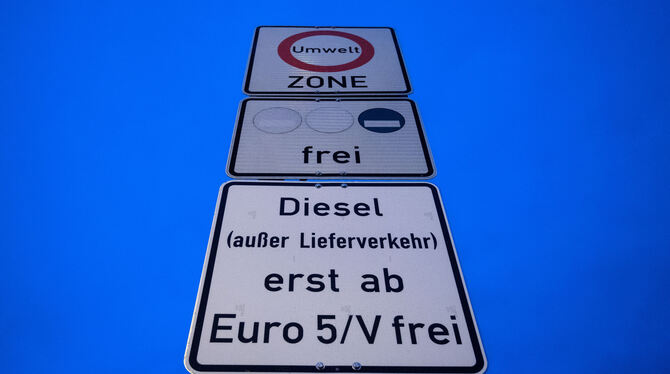 Umwelt
ZONE
frei
Diesel
(außer Lieferverkehr)
erst ab
Euro 5/V frei